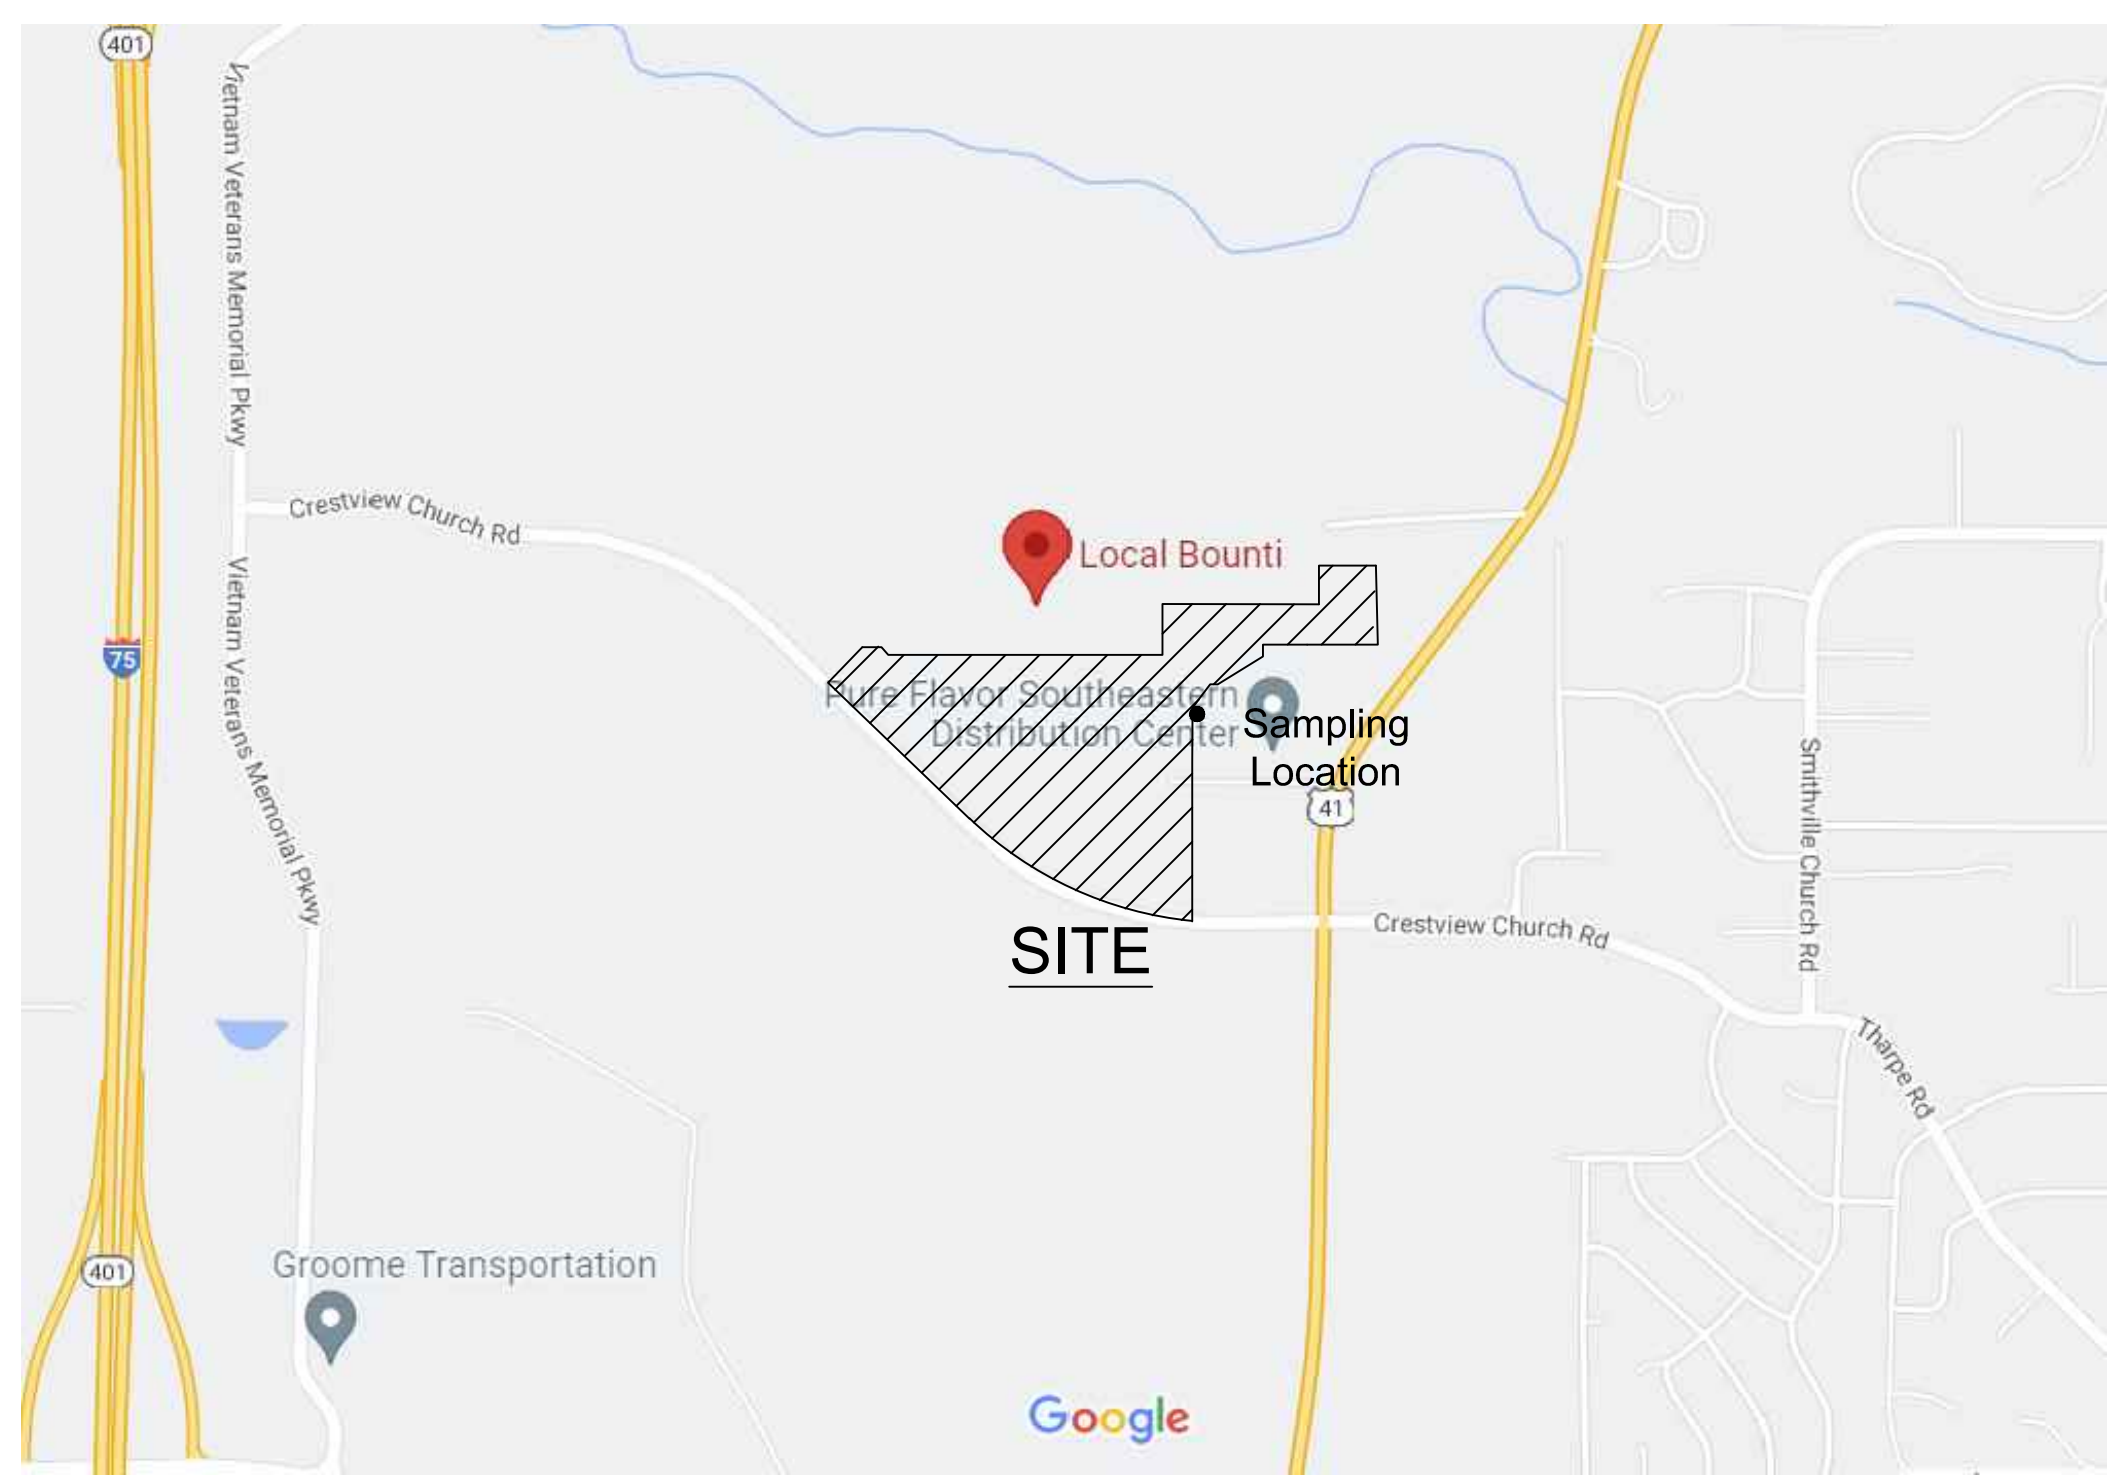 401
Vietnam Veterans Memorial Pkwy
Crestview Church Rd
Local Bounti
75
Vietnam Veterans Memorial Pkwy
Pure Flavor Southeastern
Distribution Center
Sampling
Location
41
Smithville Church Rd
SITE
Crestview Church Rd
Tharpe Rd
401
Groome Transportation
Google